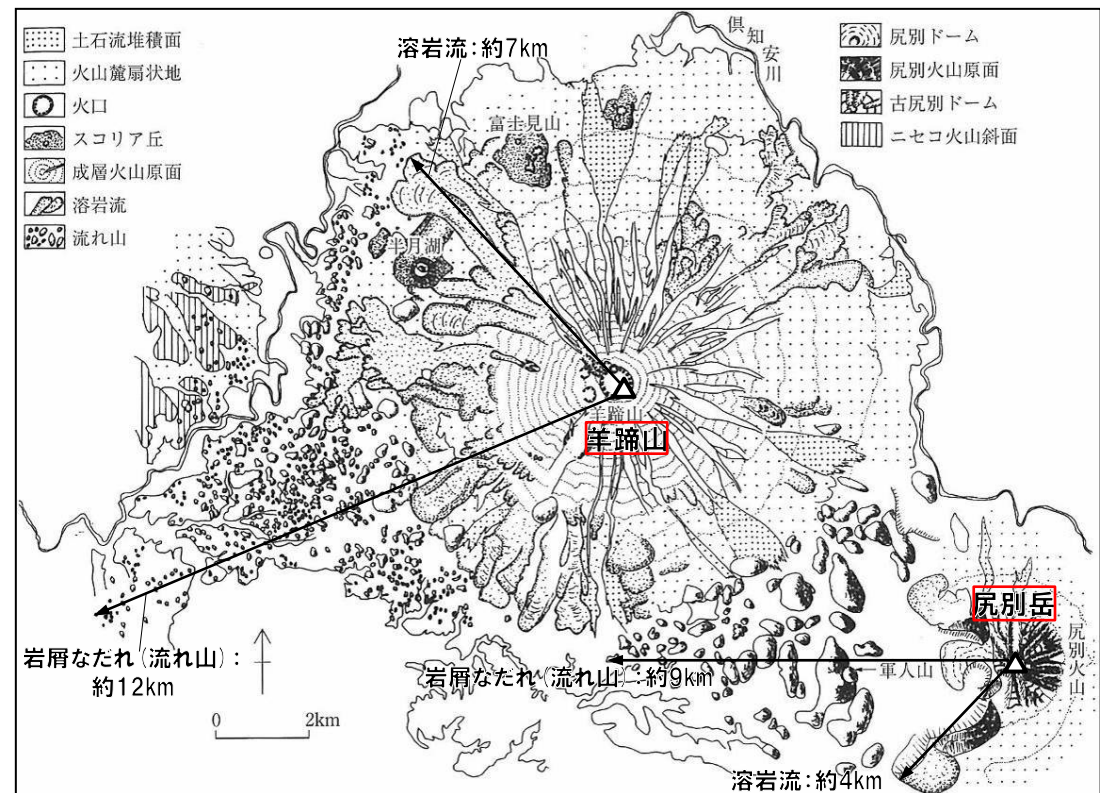 土石流堆積面
火山麓扇状地
火口
スコリア丘
成層火山原面
溶岩流
流れ山
尻別ドーム
尻別火山原面
古尻別ドーム
ニセコ火山斜面
倶知安川
溶岩流：約7km
富士見山
半月湖
羊蹄山
羊蹄山
尻別岳
尻別火山
岩屑なだれ（流れ山）：
約12km
岩屑なだれ（流れ山）：約9km
軍人山
0 2km
溶岩流：約4km